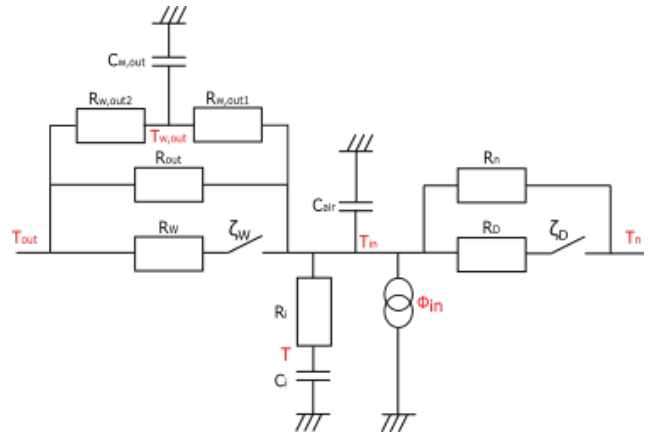 Cw,out
Rw,out2
Rw,out1
Tw,out
Rout
Rn
Cair
Tout
RW
ζW
Tin
RD
ζD
Tn
Ri
Φin
T
Ci